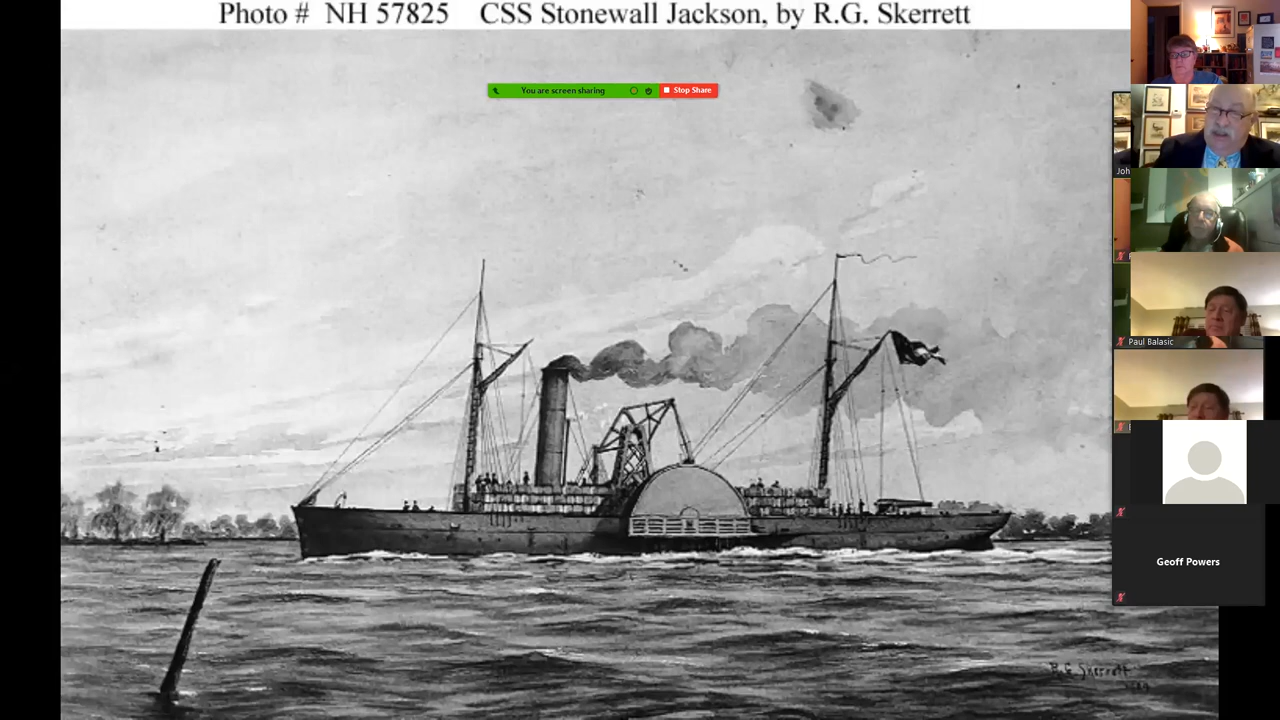 Photo # NH 57825 CSS Stonewall Jackson, by R.G. Skerrett
You are screen sharing
Stop Share
Joh
Paul Balasic
Geoff Powers
R.G. Skerrett